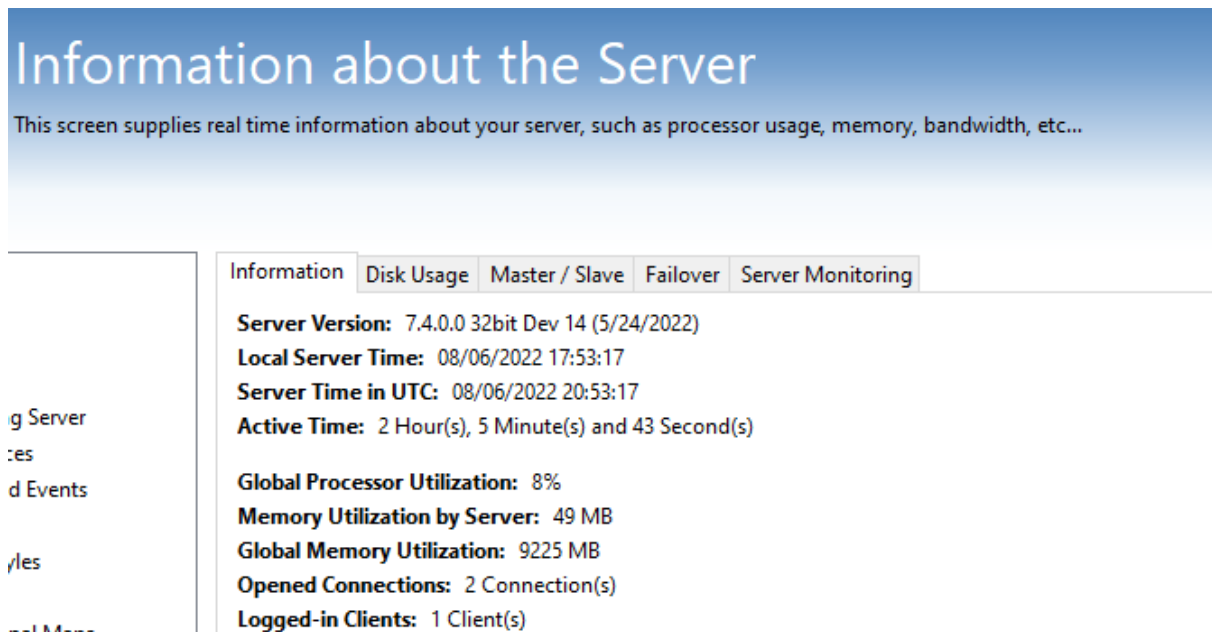 Information about the Server
This screen supplies real time information about your server, such as processor usage, memory, bandwidth, etc...
Information Disk Usage Master / Slave Failover Server Monitoring
Server Version: 7.4.0.0 32bit Dev 14 (5/24/2022)
Local Server Time: 08/06/2022 17:53:17
Server Time in UTC: 08/06/2022 20:53:17
Active Time: 2 Hour(s), 5 Minute(s) and 43 Second(s)
Global Processor Utilization: 8%
Memory Utilization by Server: 49 MB
Global Memory Utilization: 9225 MB
Opened Connections: 2 Connection(s)
Logged-in Clients: 1 Client(s)
Server
d Events